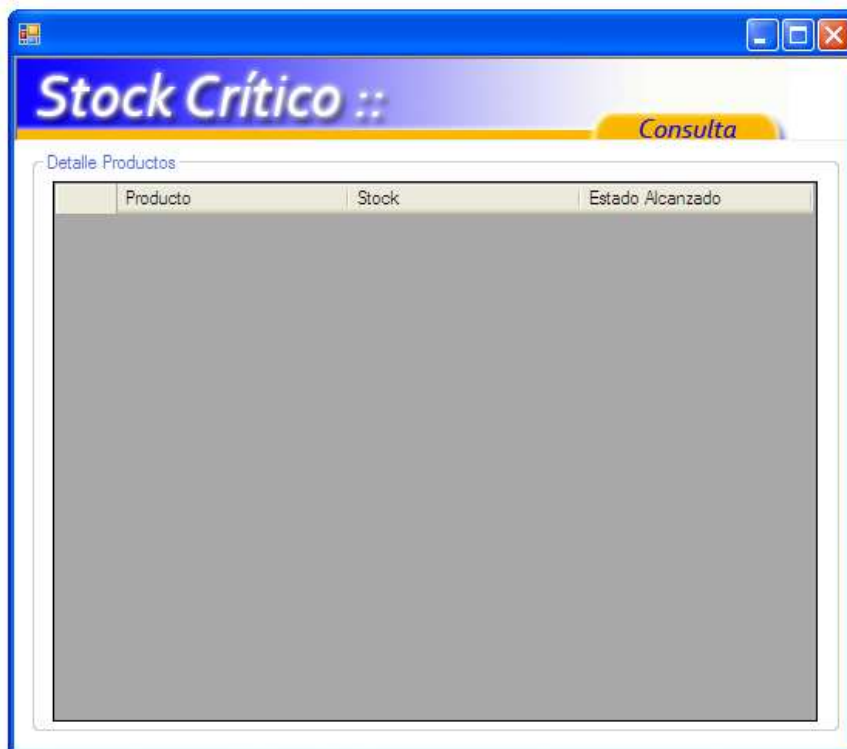 Stock Crítico ::
Consulta
Detalle Productos
Producto Stock Estado Alcanzado